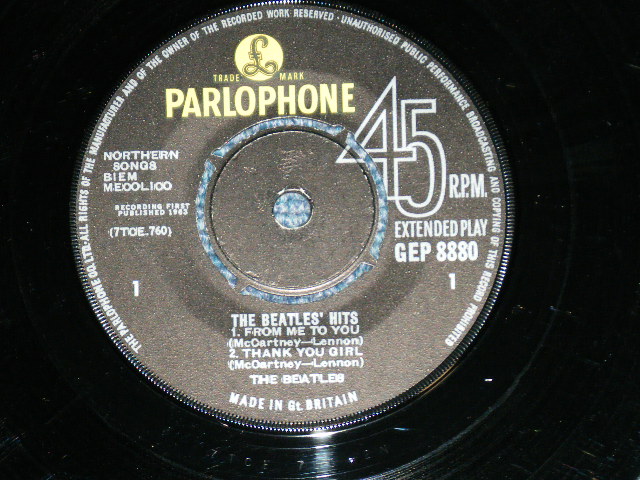 THE PARLOPHONE CO. LTD. ALL RIGHTS OF THE MANUFACTURER AND OF THE OWNER OF THE RECORDED WORK RESERVED · UNAUTHORISED PUBLIC PERFORMANCE BROADCASTING AND COPYING OF THIS RECORD PROHIBITED
£
TRADE MARK
PARLOPHONE
45
R.P.M.
EXTENDED PLAY
GEP 8880
NORTHERN
SONGS
BIEM
RECORDING FIRST
PUBLISHED 1963
(7TCE.760)
1
1
THE BEATLES' HITS
1. FROM ME TO YOU
(McCartney—Lennon)
2. THANK YOU GIRL
(McCartney—Lennon)
THE BEATLES
MADE IN Gt. BRITAIN